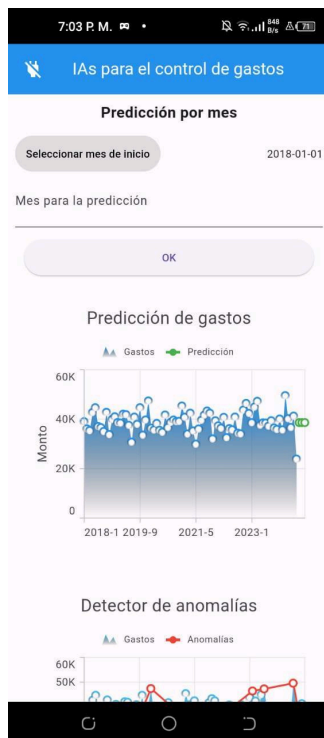 7:03 P. M.
848
B/s
71
IAs para el control de gastos
Predicción por mes
Seleccionar mes de inicio 2018-01-01
Mes para la predicción
OK
Predicción de gastos
Gastos Predicción
60K
40K
20K
0
Monto
2018-1 2019-9 2021-5 2023-1
Detector de anomalías
Gastos Anomalías
60K
50K